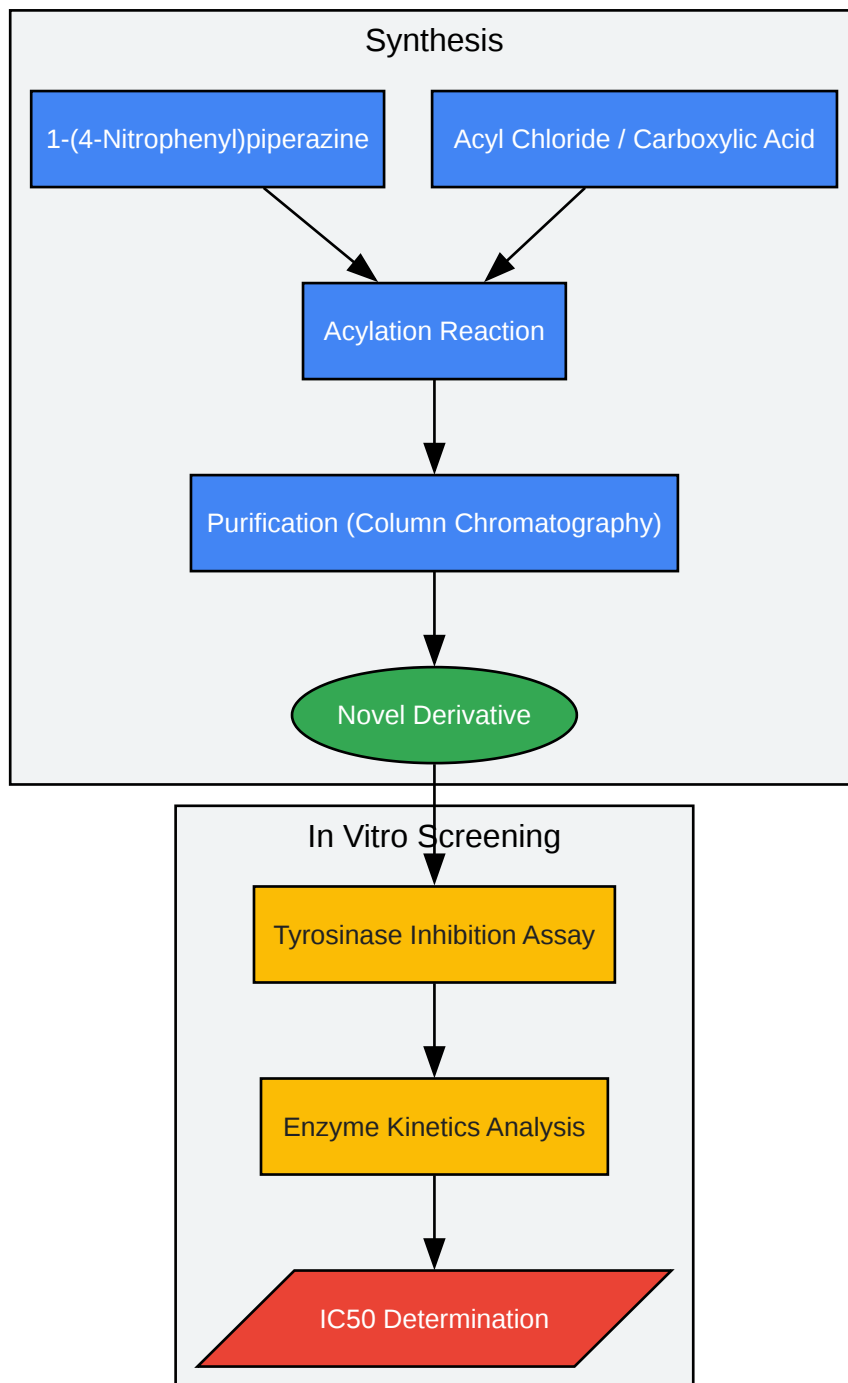 Synthesis
1-(4-Nitrophenyl)piperazine
Acyl Chloride / Carboxylic Acid
Acylation Reaction
Purification (Column Chromatography)
Novel Derivative
In Vitro Screening
Tyrosinase Inhibition Assay
Enzyme Kinetics Analysis
IC50 Determination